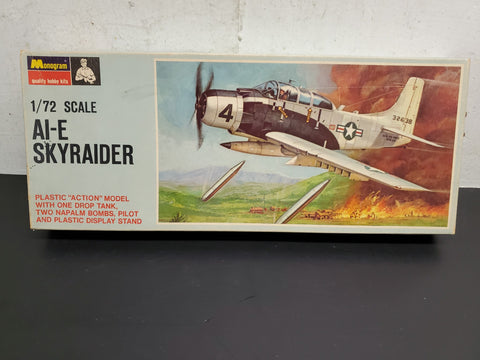 Monogram
quality hobby kits
1/72 SCALE
AI-E
SKYRAIDER
PLASTIC "ACTION" MODEL
WITH ONE DROP TANK,
TWO NAPALM BOMBS, PILOT
AND PLASTIC DISPLAY STAND
4